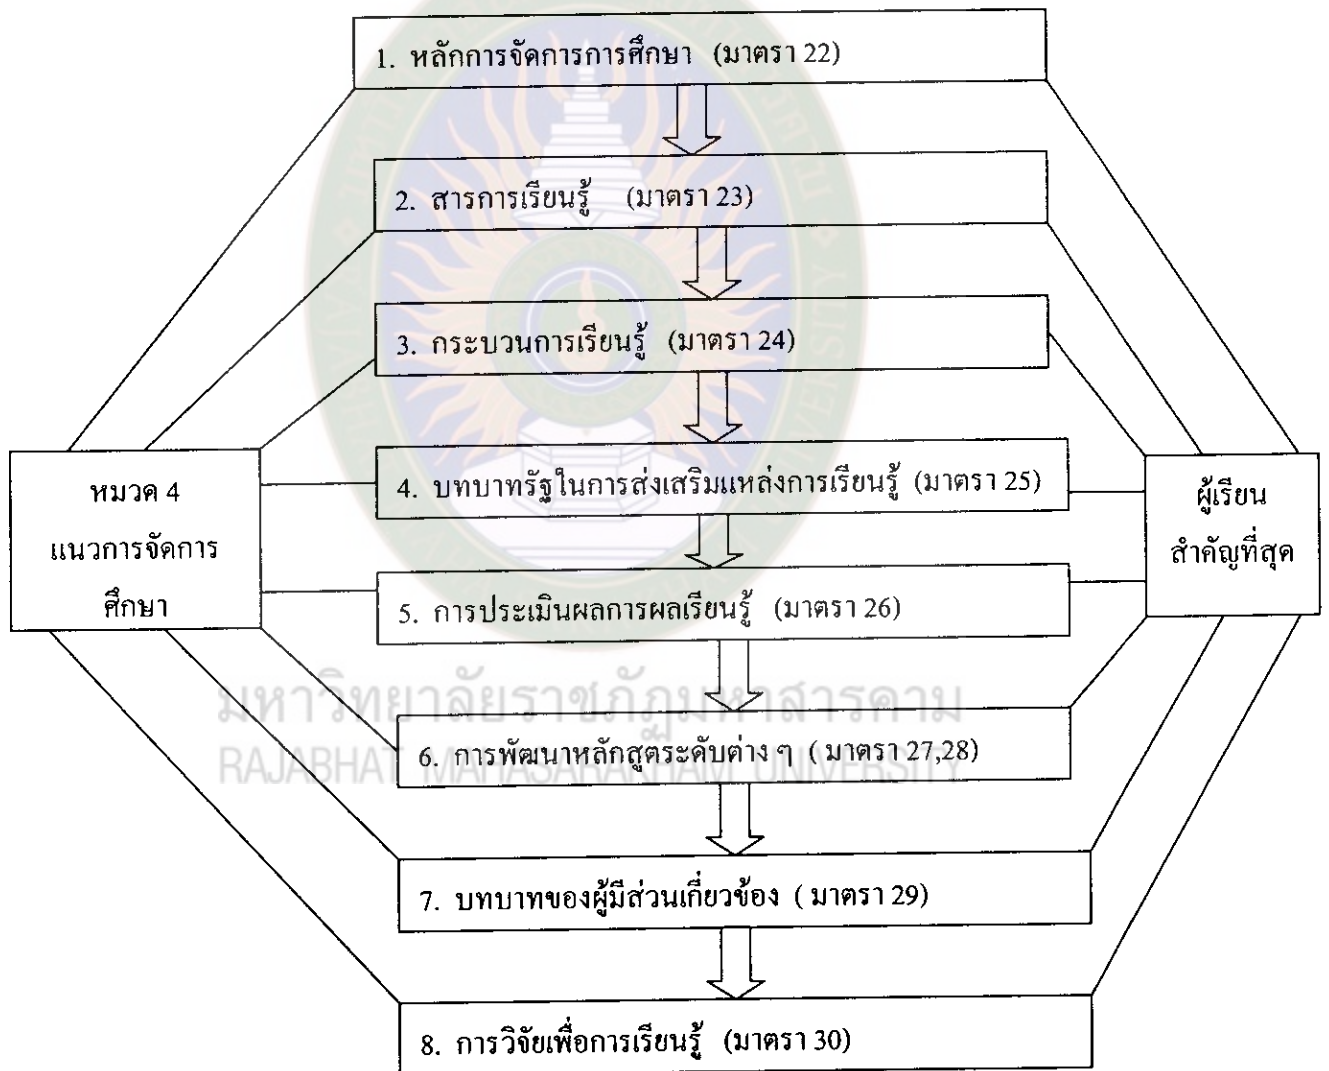 1. หลักการจัดการการศึกษา (มาตรา 22)
2. สารการเรียนรู้ (มาตรา 23)
3. กระบวนการเรียนรู้ (มาตรา 24)
หมวด 4
แนวการจัดการ
ศึกษา
4. บทบาทรัฐในการส่งเสริมแหล่งการเรียนรู้ (มาตรา 25)
ผู้เรียน
สำคัญที่สุด
5. การประเมินผลการผลเรียนรู้ (มาตรา 26)
มหาวิทยาลัยราชภัฏมหาสารคาม
RAJABHAT MAHASARAKHAM UNIVERSITY
6. การพัฒนาหลักสูตรระดับต่าง ๆ ( มาตรา 27,28)
7. บทบาทของผู้มีส่วนเกี่ยวข้อง ( มาตรา 29)
8. การวิจัยเพื่อการเรียนรู้ (มาตรา 30)